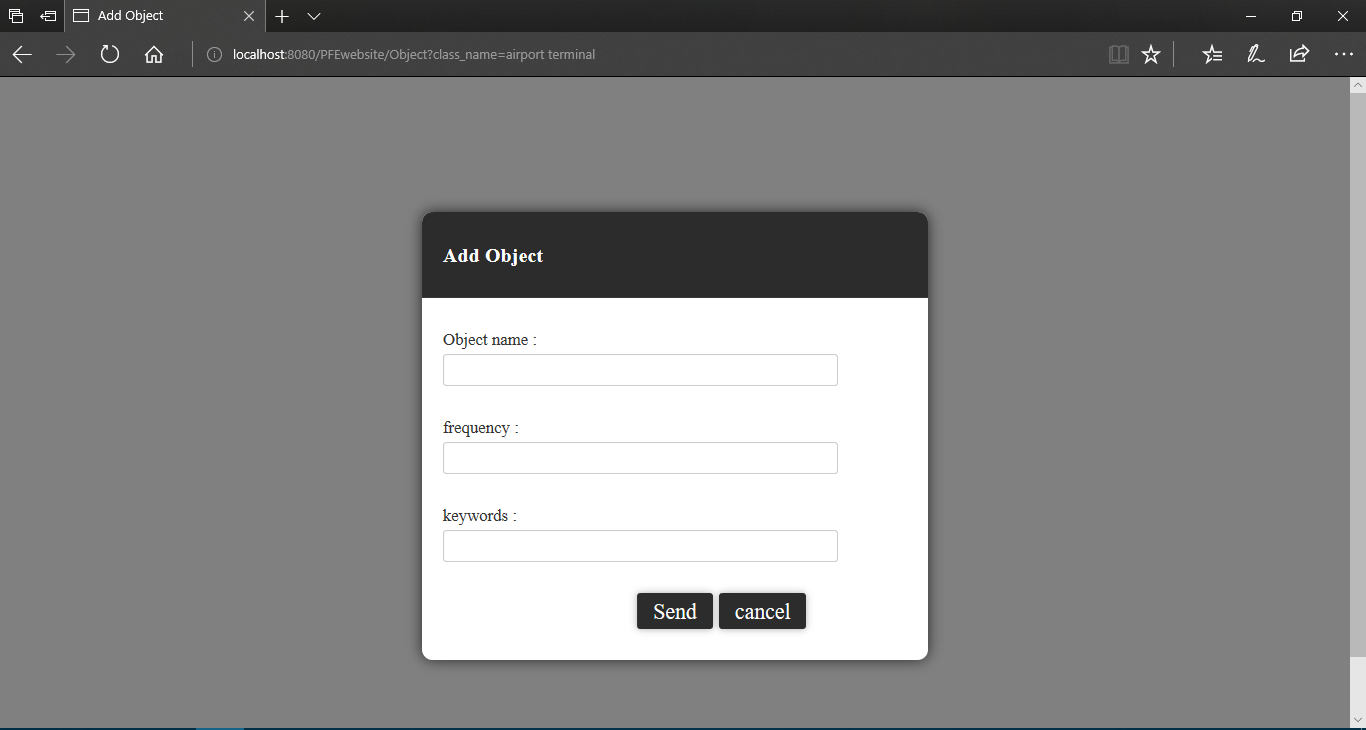 Add Object
localhost:8080/PFEwebsite/Object?class_name=airport terminal
Add Object
Object name :
frequency :
keywords :
Send cancel